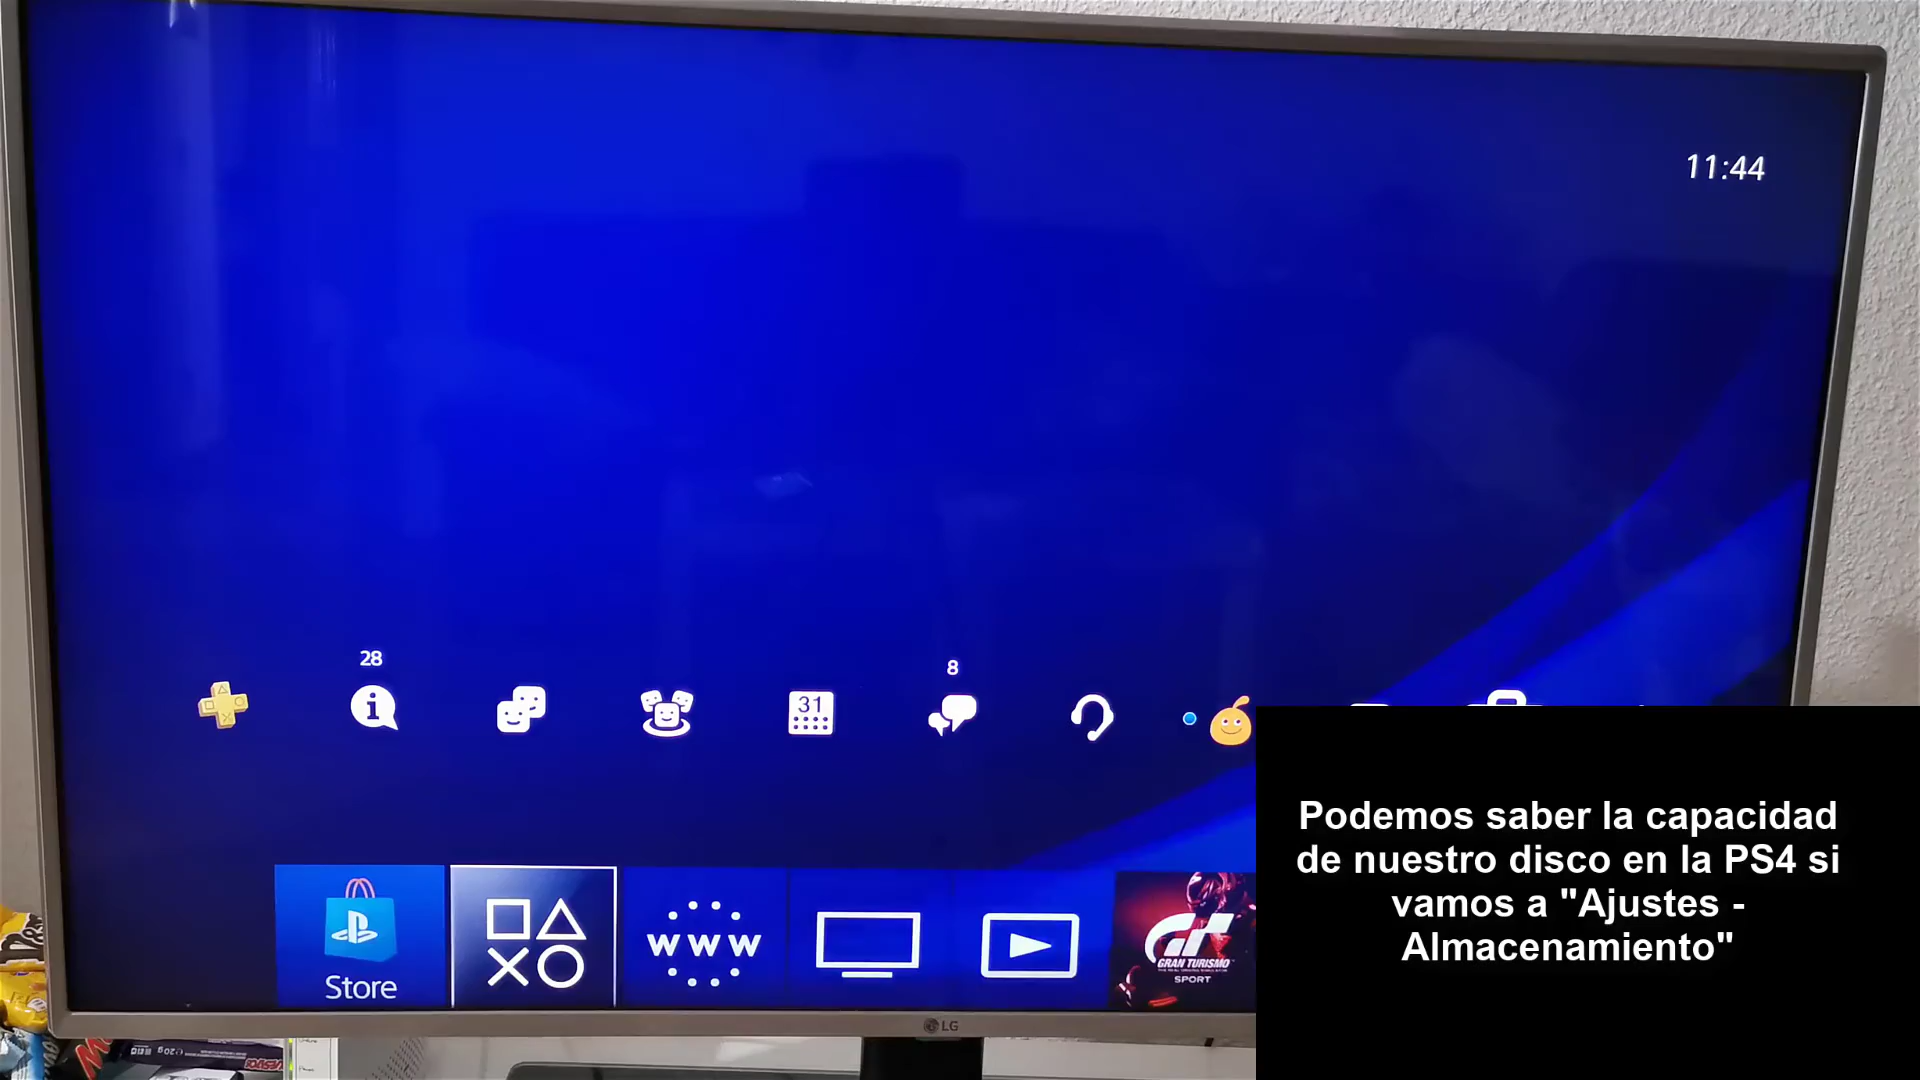 11:44
28
8
31
Store
www
GRAN TURISMO
SPORT
LG
Podemos saber la capacidad
de nuestro disco en la PS4 si
vamos a "Ajustes -
Almacenamiento"